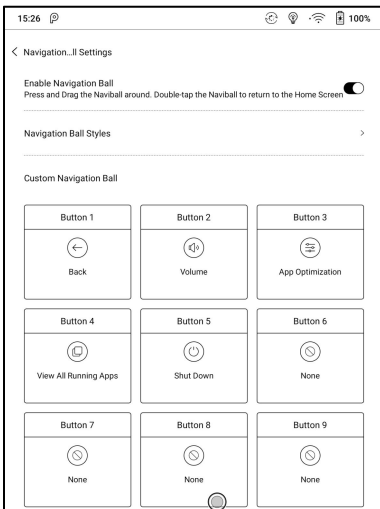 15:26 100%
Navigation...ll Settings
Enable Navigation Ball
Press and Drag the Naviball around. Double-tap the Naviball to return to the Home Screen
Navigation Ball Styles
Custom Navigation Ball
Button 1 Button 2 Button 3
Back Volume App Optimization
Button 4 Button 5 Button 6
View All Running Apps Shut Down None
Button 7 Button 8 Button 9
None None None